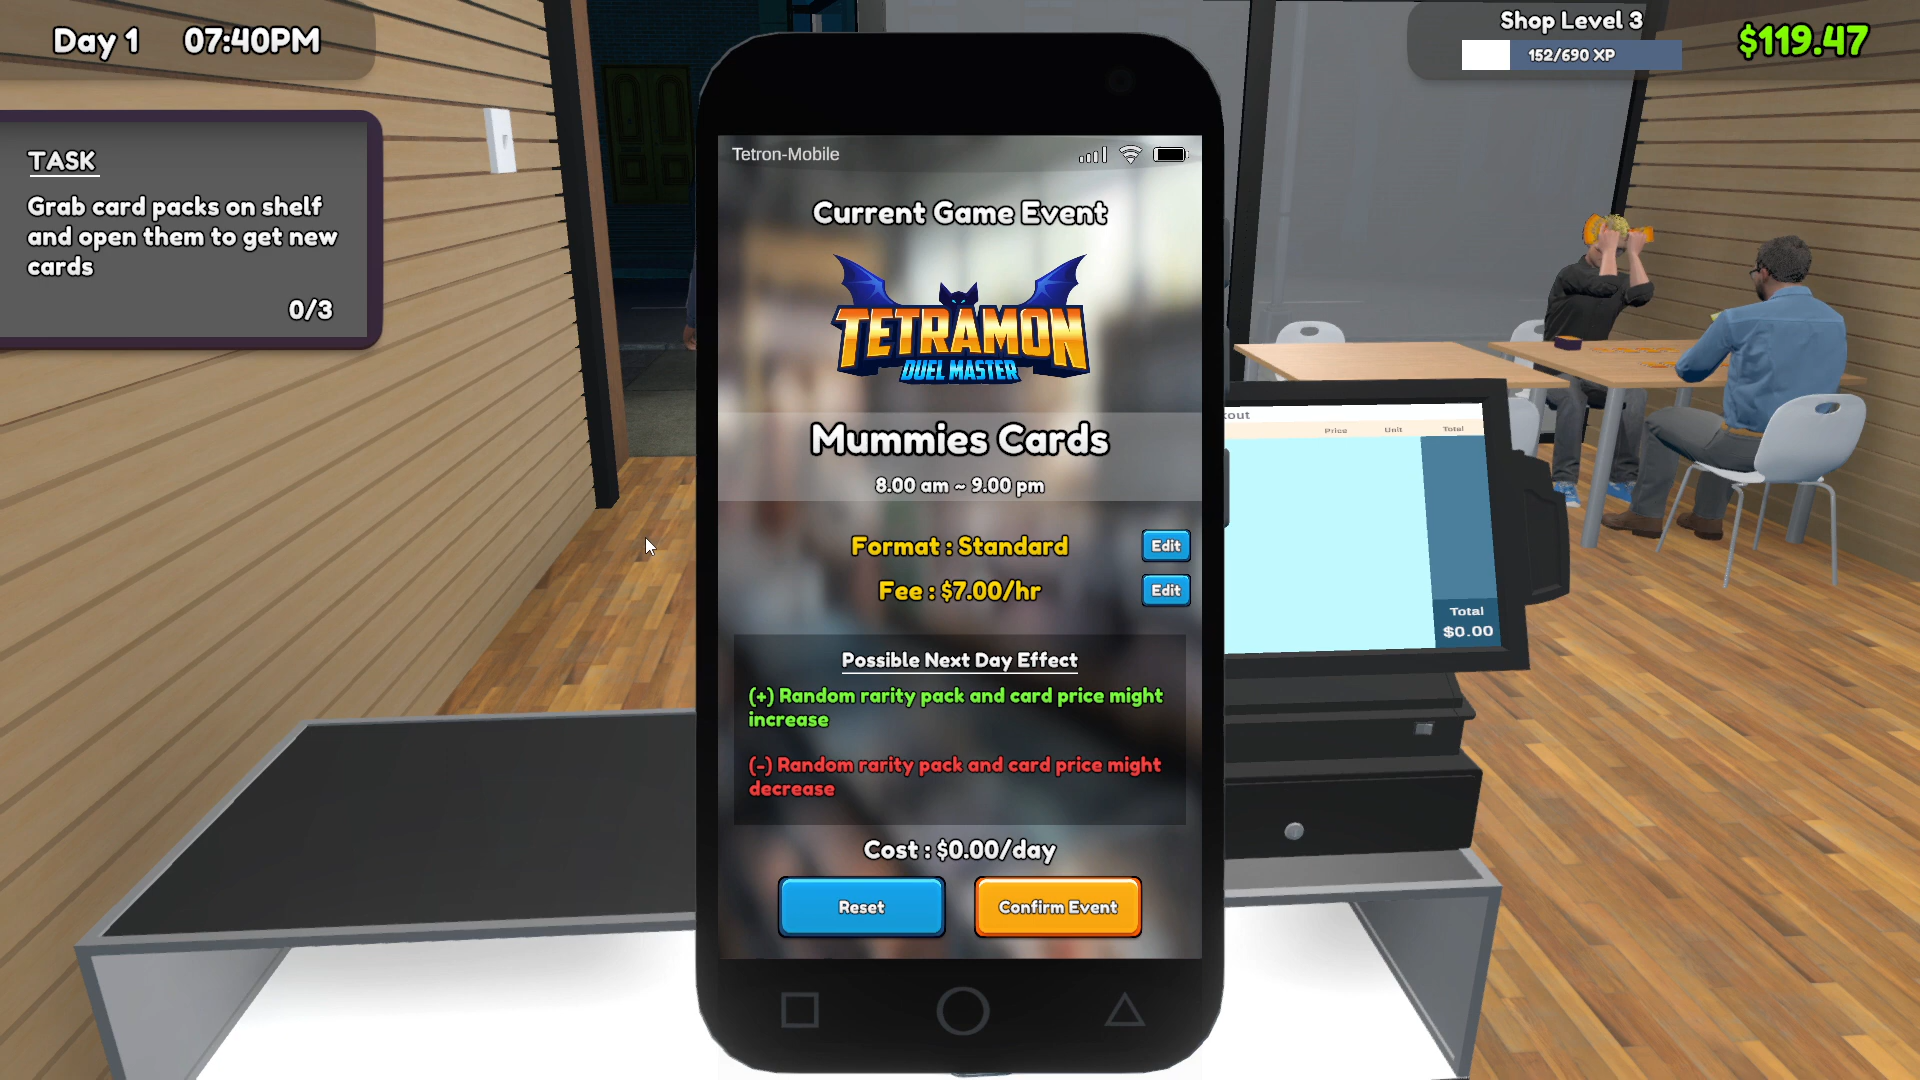 Day 1 07:40PM
Shop Level 3
152/690 XP
$119.47
TASK
Grab card packs on shelf
and open them to get new
cards
0/3
Tetron-Mobile
Current Game Event
TETRAMON
DUEL MASTER
Mummies Cards
8.00 am ~ 9.00 pm
Format : Standard
Edit
Fee : $7.00/hr
Edit
Possible Next Day Effect
(+) Random rarity pack and card price might
increase
(-) Random rarity pack and card price might
decrease
Cost : $0.00/day
Reset
Confirm Event
Price Unit Total
Total
$0.00